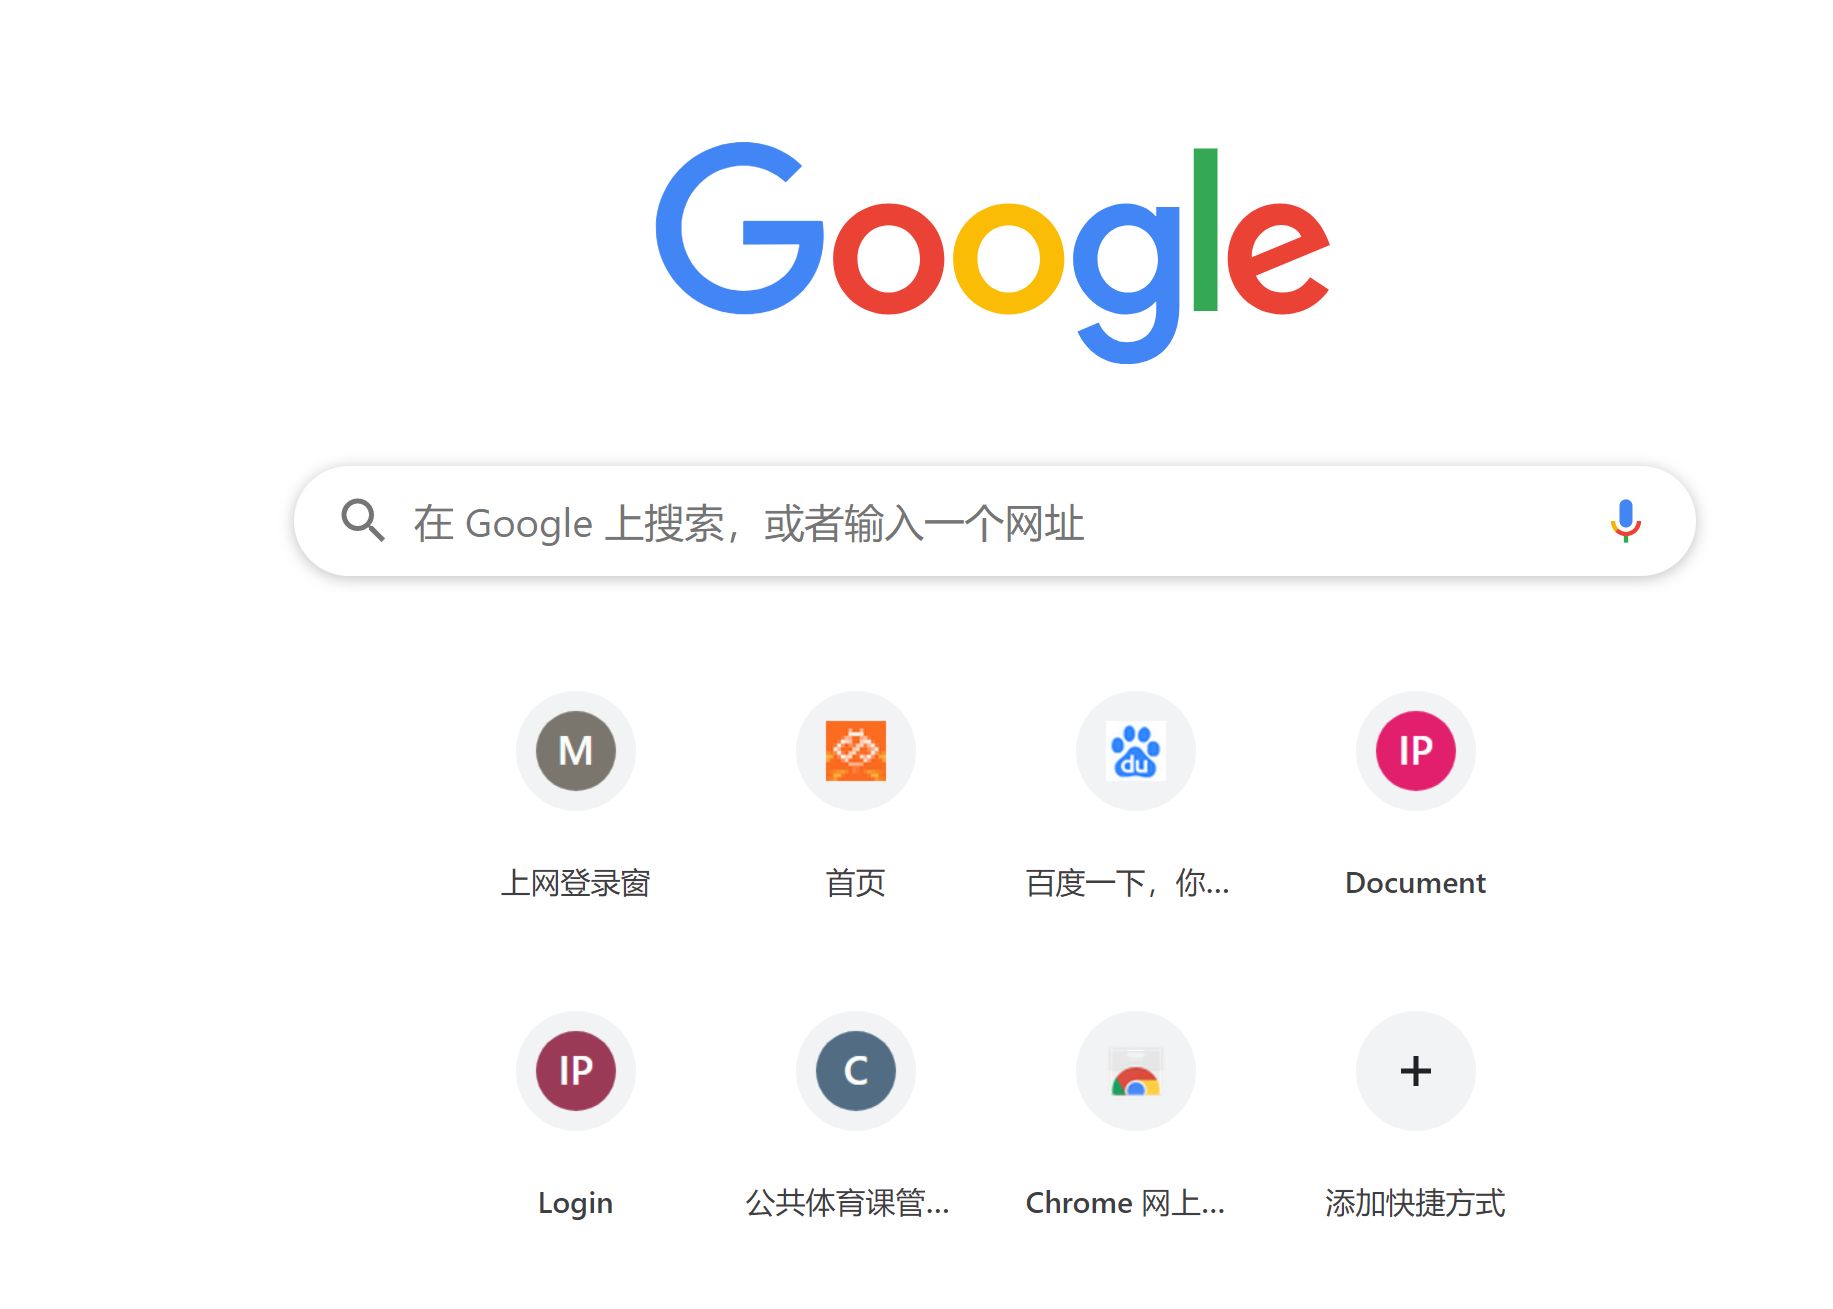 Google
在 Google 上搜索，或者输入一个网址
M
du
IP
上网登录窗
首页
百度一下，你...
Document
IP
C
+
Login
公共体育课管...
Chrome 网上...
添加快捷方式